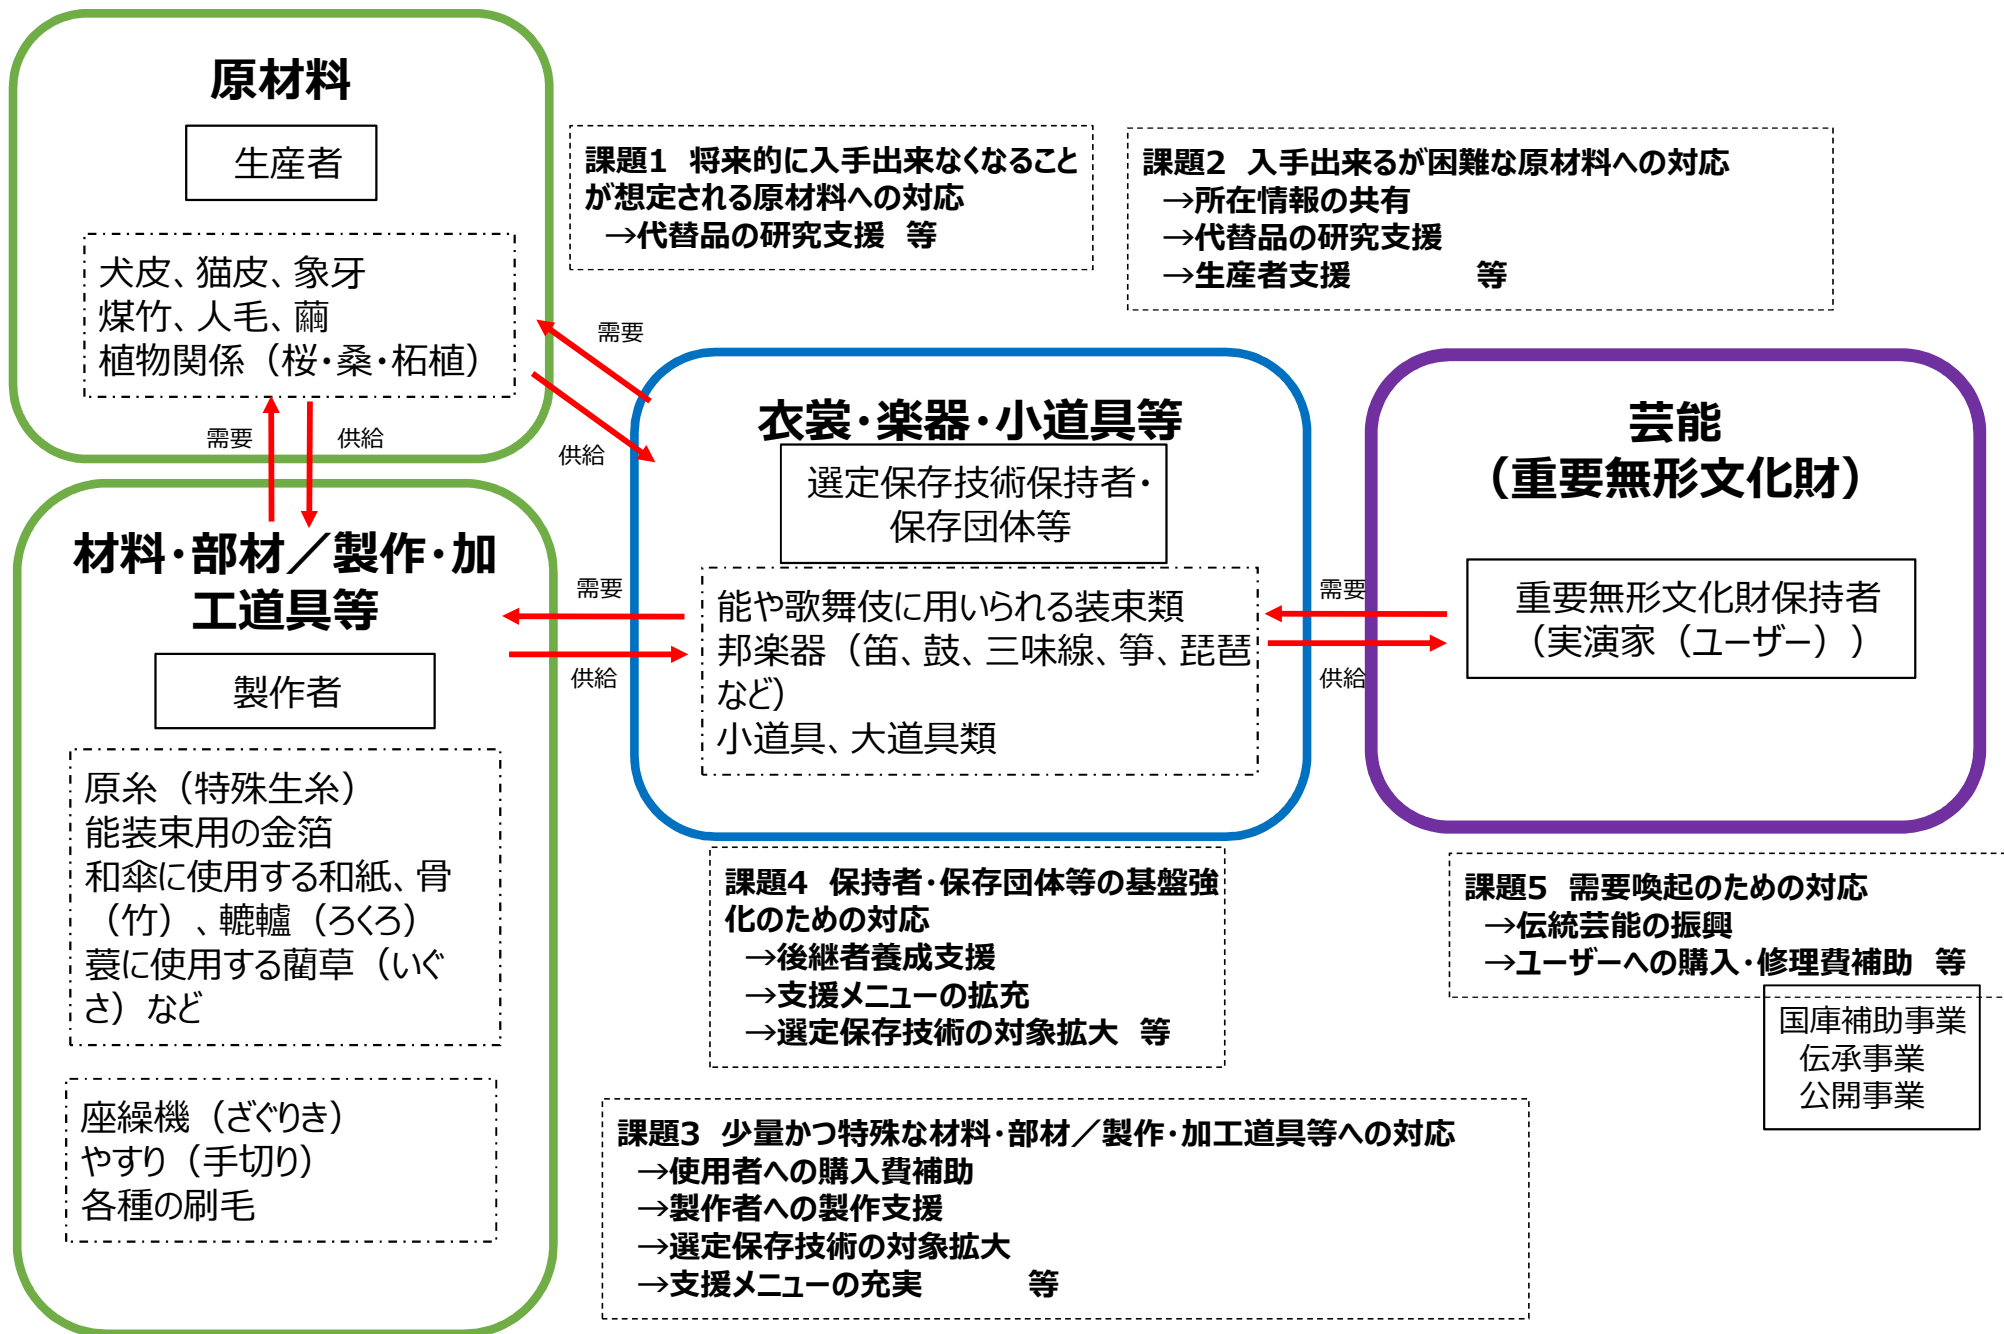 原材料
生産者
犬皮、猫皮、象牙
煤竹、人毛、繭
植物関係（桜・桑・柘植）
課題1　将来的に入手出来なくなること
が想定される原材料への対応
→代替品の研究支援　等
課題2　入手出来るが困難な原材料への対応
→所在情報の共有
→代替品の研究支援
→生産者支援　　　　等
需要
供給
需要
供給
材料・部材／製作・加
工道具等
製作者
原糸（特殊生糸）
能装束用の金箔
和傘に使用する和紙、骨
（竹）、轆轤（ろくろ）
蓑に使用する藺草（いぐ
さ）など
座繰機（ざぐりき）
やすり（手切り）
各種の刷毛
需要
供給
衣裳・楽器・小道具等
選定保存技術保持者・
保存団体等
能や歌舞伎に用いられる装束類
邦楽器（笛、鼓、三味線、箏、琵琶
など）
小道具、大道具類
需要
供給
芸能
（重要無形文化財）
重要無形文化財保持者
（実演家（ユーザー））
課題4　保持者・保存団体等の基盤強
化のための対応
→後継者養成支援
→支援メニューの拡充
→選定保存技術の対象拡大　等
課題5　需要喚起のための対応
→伝統芸能の振興
→ユーザーへの購入・修理費補助　等
国庫補助事業
伝承事業
公開事業
課題3　少量かつ特殊な材料・部材／製作・加工道具等への対応
→使用者への購入費補助
→製作者への製作支援
→選定保存技術の対象拡大
→支援メニューの充実　　　　等